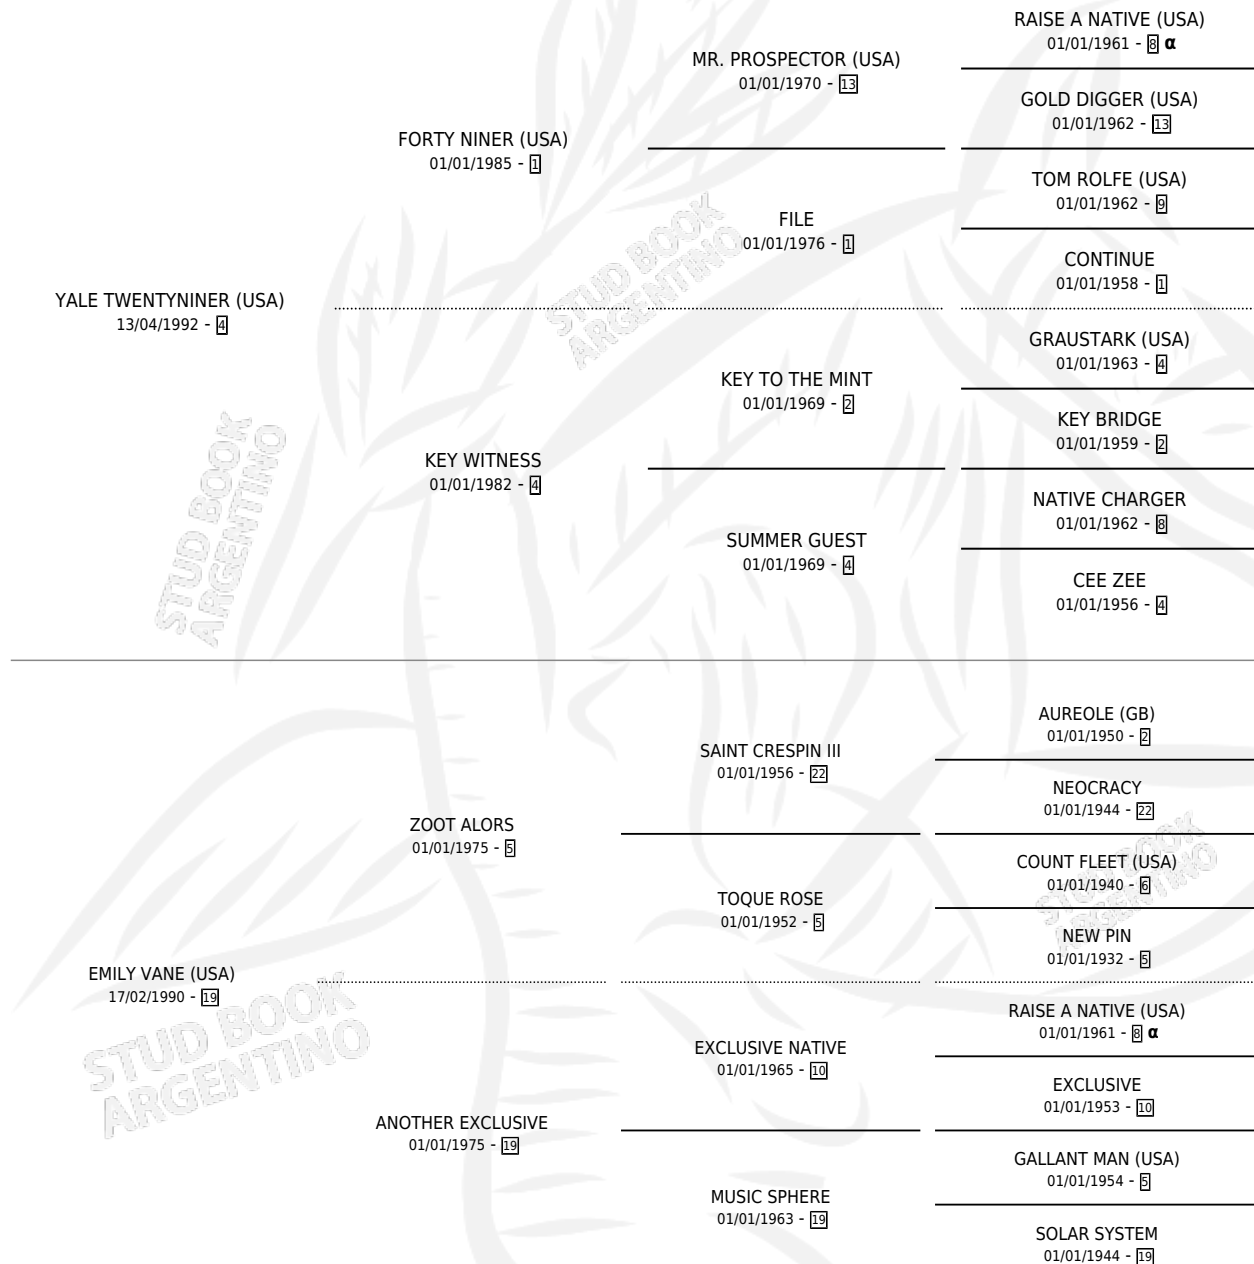 RAISE A NATIVE (USA)
01/01/1961 - 8 α
MR. PROSPECTOR (USA)
01/01/1970 - 13
GOLD DIGGER (USA)
01/01/1962 - 13
FORTY NINER (USA)
01/01/1985 - 1
TOM ROLFE (USA)
01/01/1962 - 9
FILE
01/01/1976 - 1
CONTINUE
01/01/1958 - 1
YALE TWENTYNINER (USA)
13/04/1992 - 4
GRAUSTARK (USA)
01/01/1963 - 4
KEY TO THE MINT
01/01/1969 - 2
KEY BRIDGE
01/01/1959 - 2
KEY WITNESS
01/01/1982 - 4
NATIVE CHARGER
01/01/1962 - 8
SUMMER GUEST
01/01/1969 - 4
CEE ZEE
01/01/1956 - 4
AUREOLE (GB)
01/01/1950 - 2
SAINT CRESPIN III
01/01/1956 - 22
NEOCRACY
01/01/1944 - 22
ZOOT ALORS
01/01/1975 - 5
COUNT FLEET (USA)
01/01/1940 - 6
TOQUE ROSE
01/01/1952 - 5
NEW PIN
01/01/1932 - 5
EMILY VANE (USA)
17/02/1990 - 19
RAISE A NATIVE (USA)
01/01/1961 - 8 α
EXCLUSIVE NATIVE
01/01/1965 - 10
EXCLUSIVE
01/01/1953 - 10
ANOTHER EXCLUSIVE
01/01/1975 - 19
GALLANT MAN (USA)
01/01/1954 - 5
MUSIC SPHERE
01/01/1963 - 19
SOLAR SYSTEM
01/01/1944 - 19
STUD BOOK
ARGENTINO
STUD BOOK
ARGENTINO
STUD BOOK
ARGENTINO
STUD BOOK
ARGENTINO